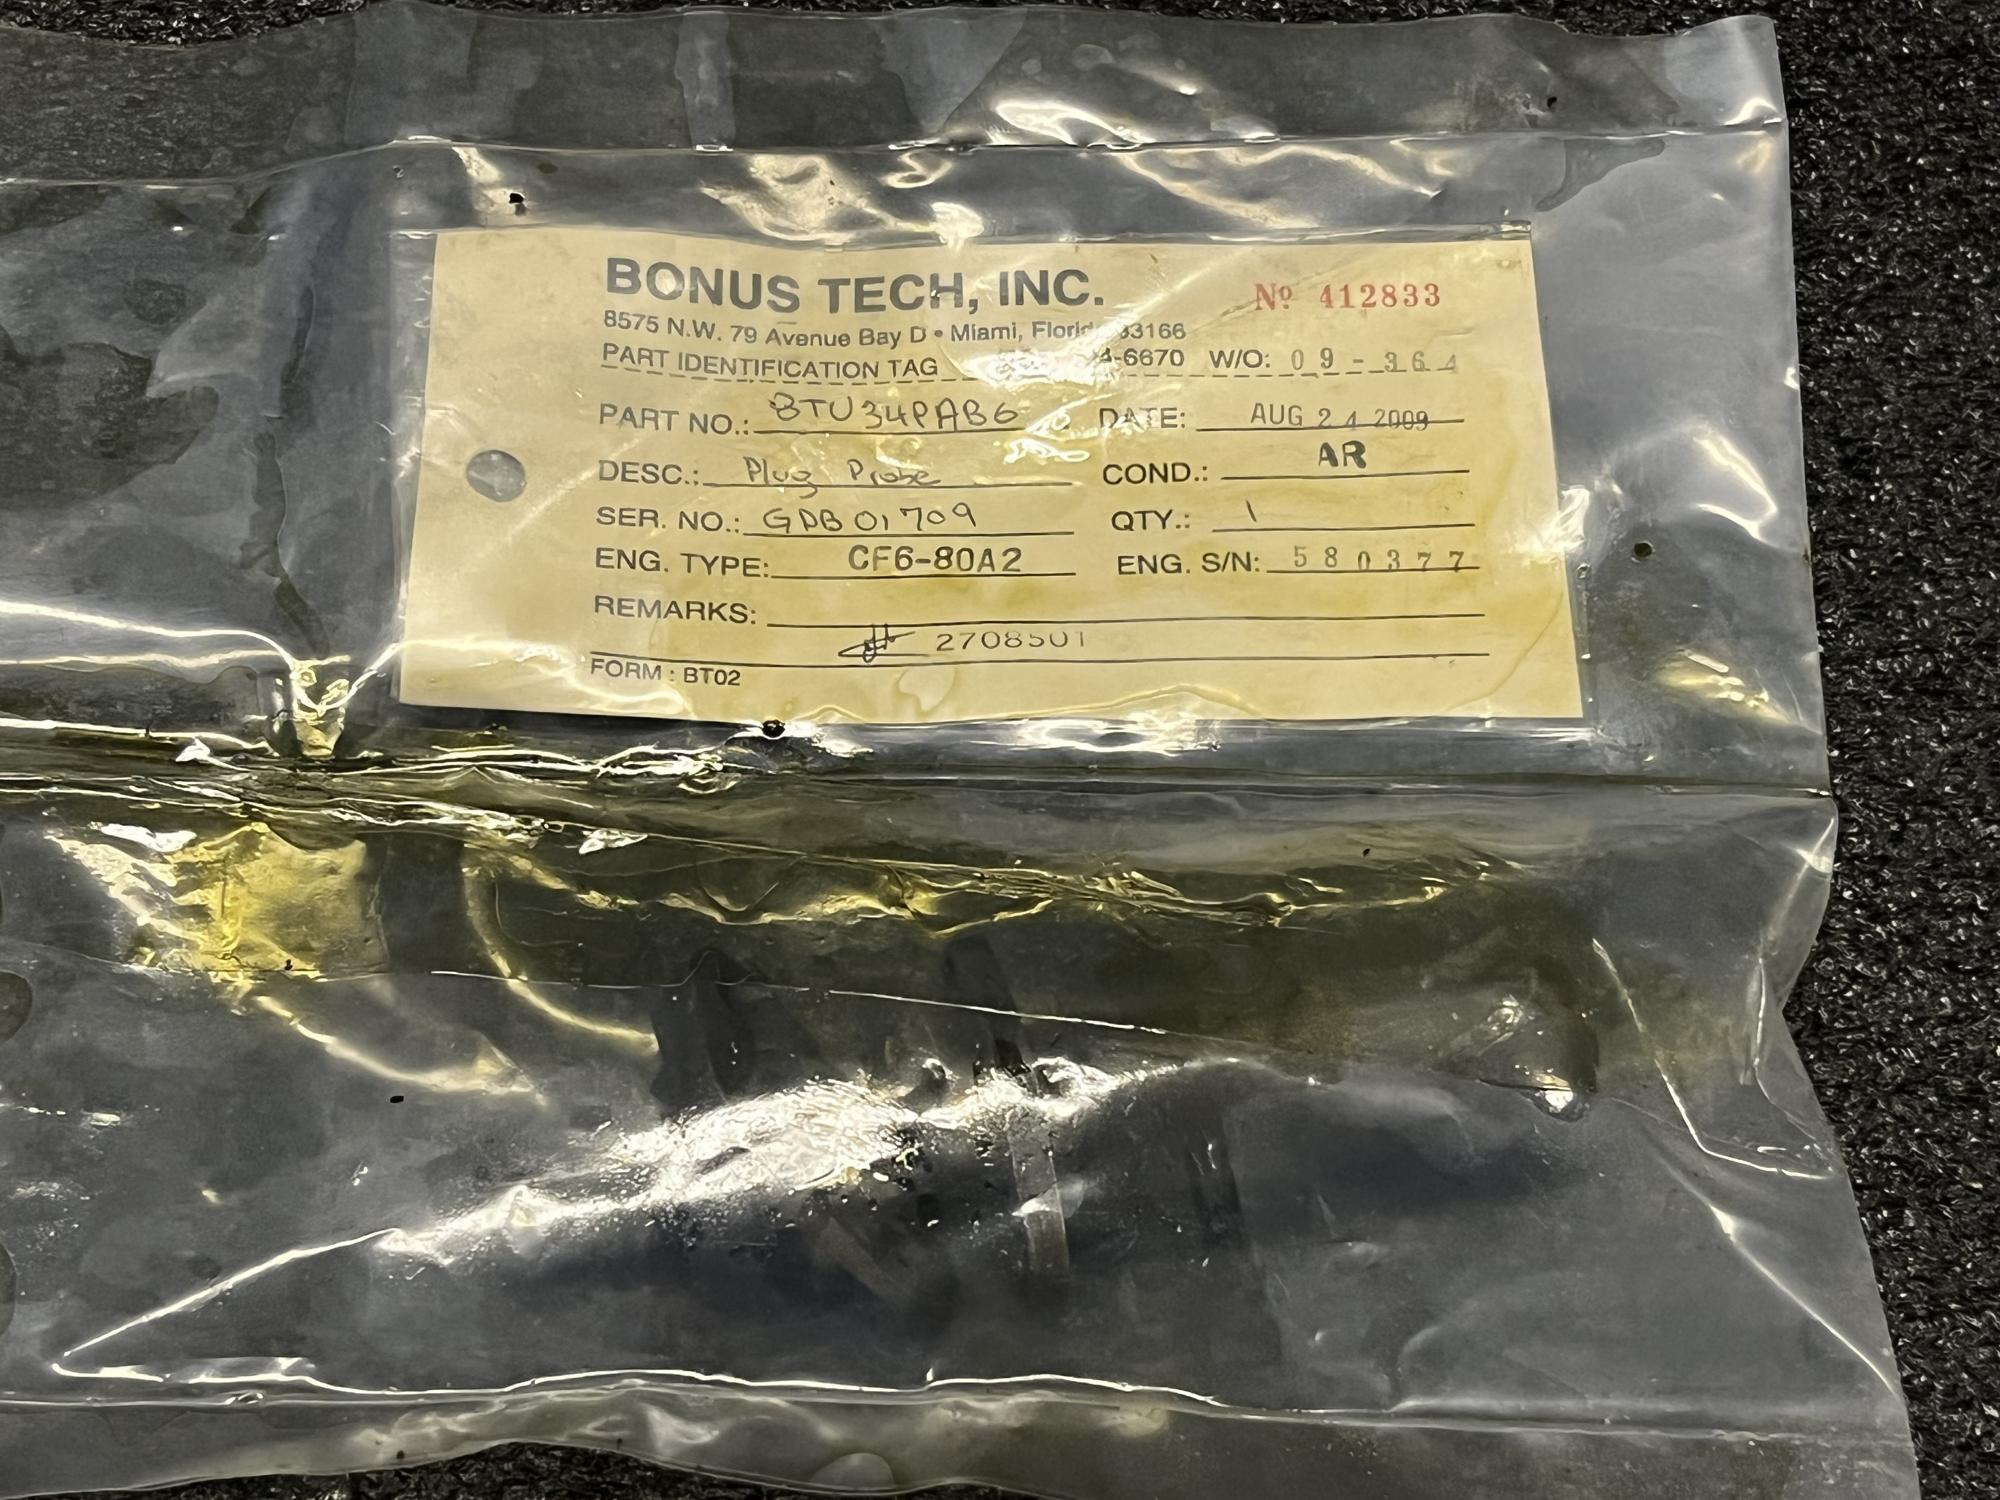 BONUS TECH, INC.
Nº 412833
8575 N.W. 79 Avenue Bay D • Miami, 33166
PART IDENTIFICATION TAG -6670 W/O: 09-364
PART NO.: 8TU34PAB6 DATE: AUG 24 2009
DESC.: Plug Probe COND.: AR
SER. NO.: GDB01709 QTY.: 1
ENG. TYPE: CF6-80A2 ENG. S/N: 580377
REMARKS:
2708501
FORM : BT02